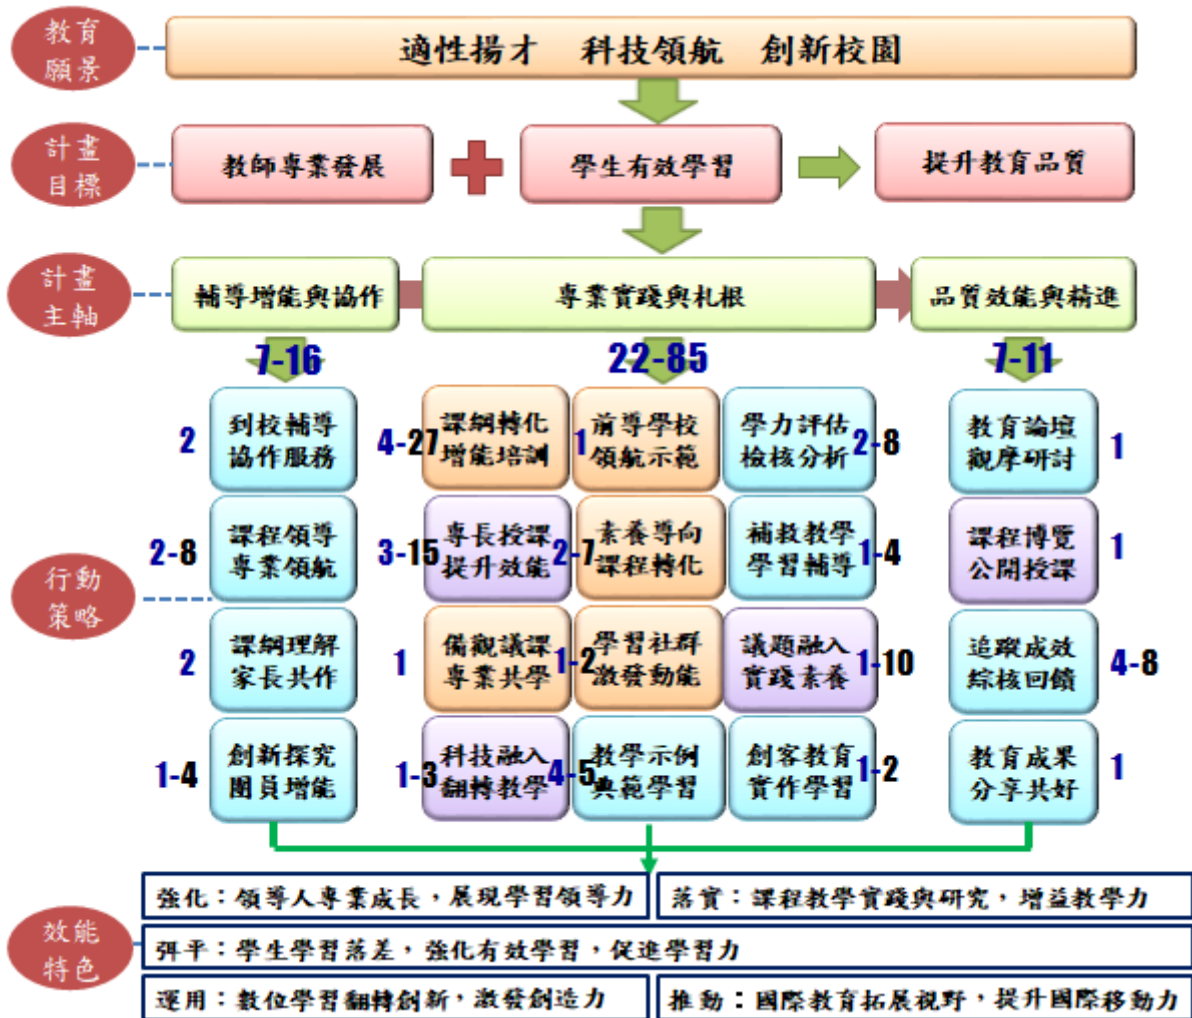 教育
願景
適性揚才 科技領航 創新校園
計畫
目標
教師專業發展
學生有效學習
提升教育品質
計畫
主軸
輔導增能與協作
專業實踐與札根
品質效能與精進
7-16
22-85
7-11
行動
策略
2
到校輔導
協作服務
4-27
課綱轉化
增能培訓
1
前導學校
領航示範
學力評估
檢核分析
2-8
教育論壇
觀摩研討
1
2-8
課程領導
專業領航
3-15
專長授課
提升效能
2-7
素養導向
課程轉化
補救教學
學習輔導
1-4
課程博覽
公開授課
1
2
課綱理解
家長共作
1
備觀議課
專業共學
1-2
學習社群
激發動能
議題融入
實踐素養
1-10
追蹤成效
綜核回饋
4-8
1-4
創新探究
團員增能
1-3
科技融入
翻轉教學
4-5
教學示例
典範學習
創客教育
實作學習
1-2
教育成果
分享共好
1
效能
特色
強化：領導人專業成長，展現學習領導力
落實：課程教學實踐與研究，增益教學力
弭平：學生學習落差，強化有效學習，促進學習力
運用：數位學習翻轉創新，激發創造力
推動：國際教育拓展視野，提升國際移動力